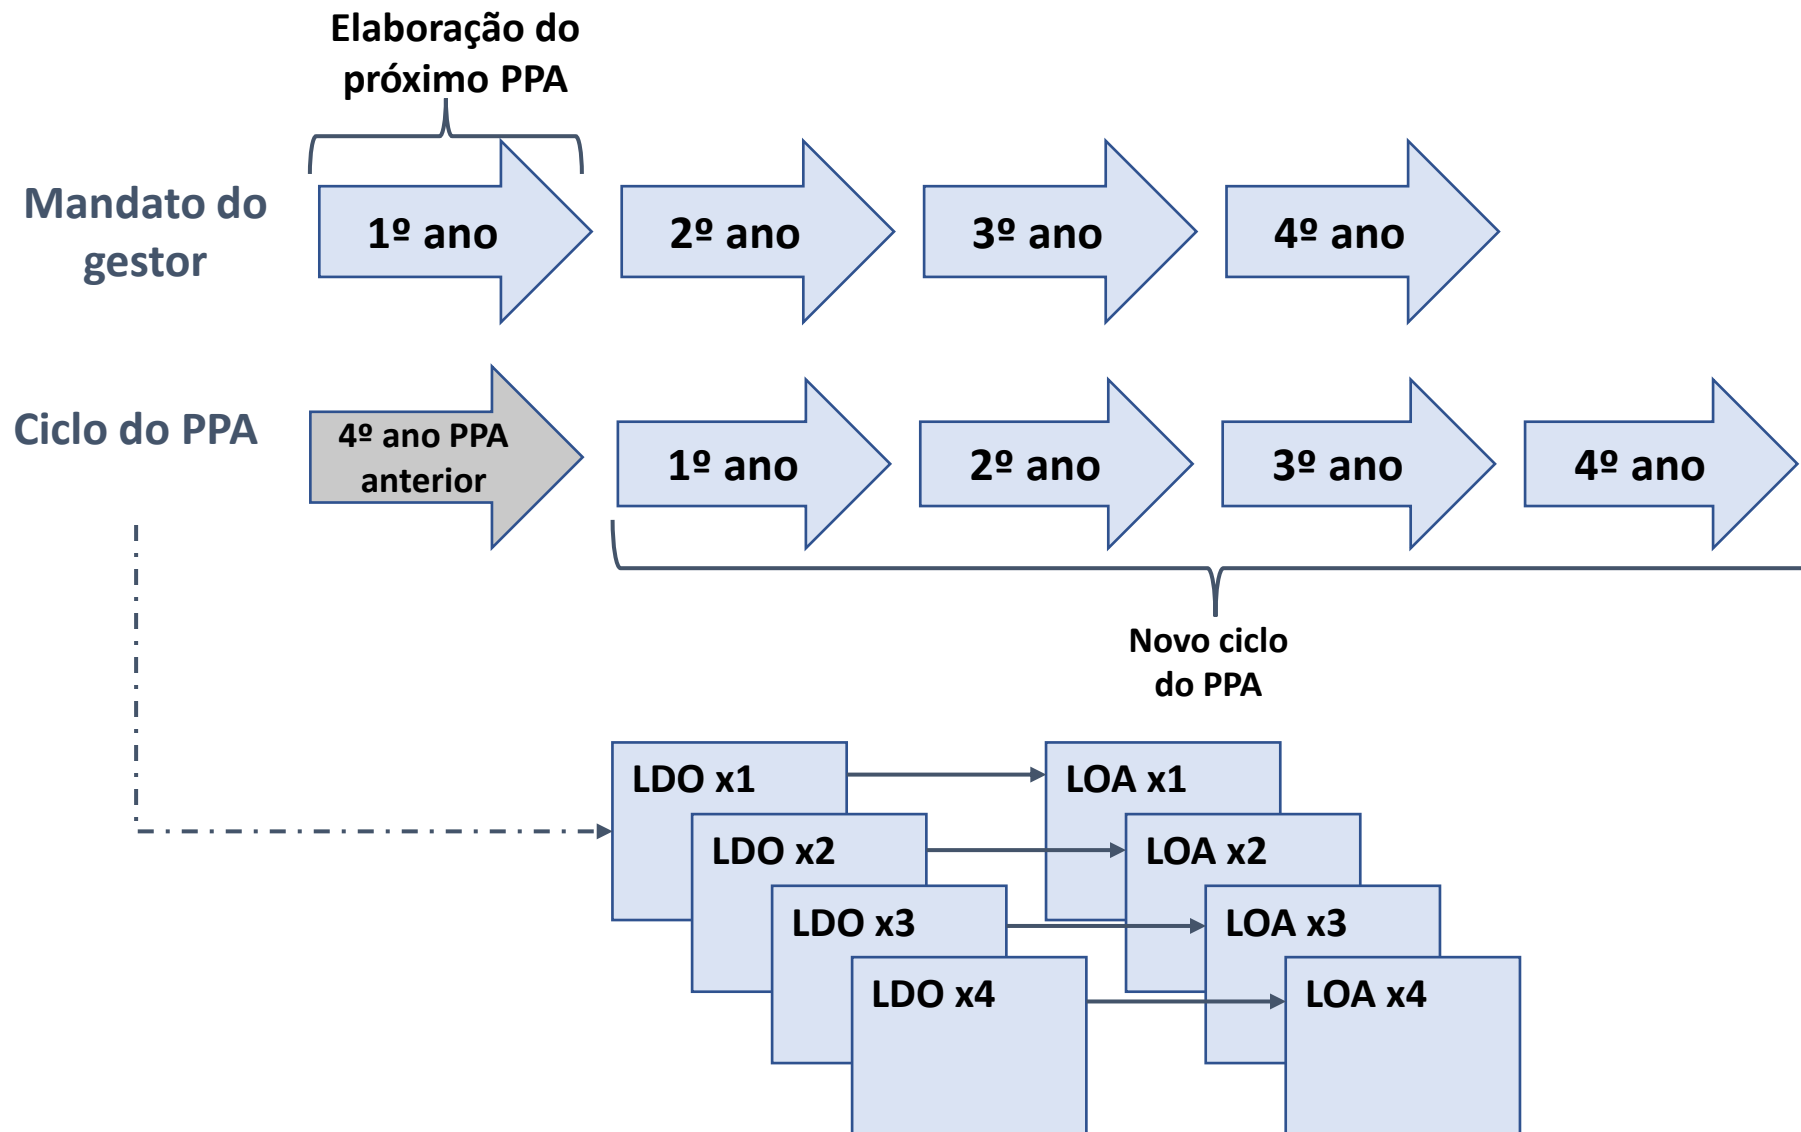 Elaboração do
próximo PPA
Mandato do
gestor
1º ano
2º ano
3º ano
4º ano
Ciclo do PPA
4º ano PPA
anterior
1º ano
2º ano
3º ano
4º ano
Novo ciclo
do PPA
LDO x1
LOA x1
LDO x2
LOA x2
LDO x3
LOA x3
LDO x4
LOA x4